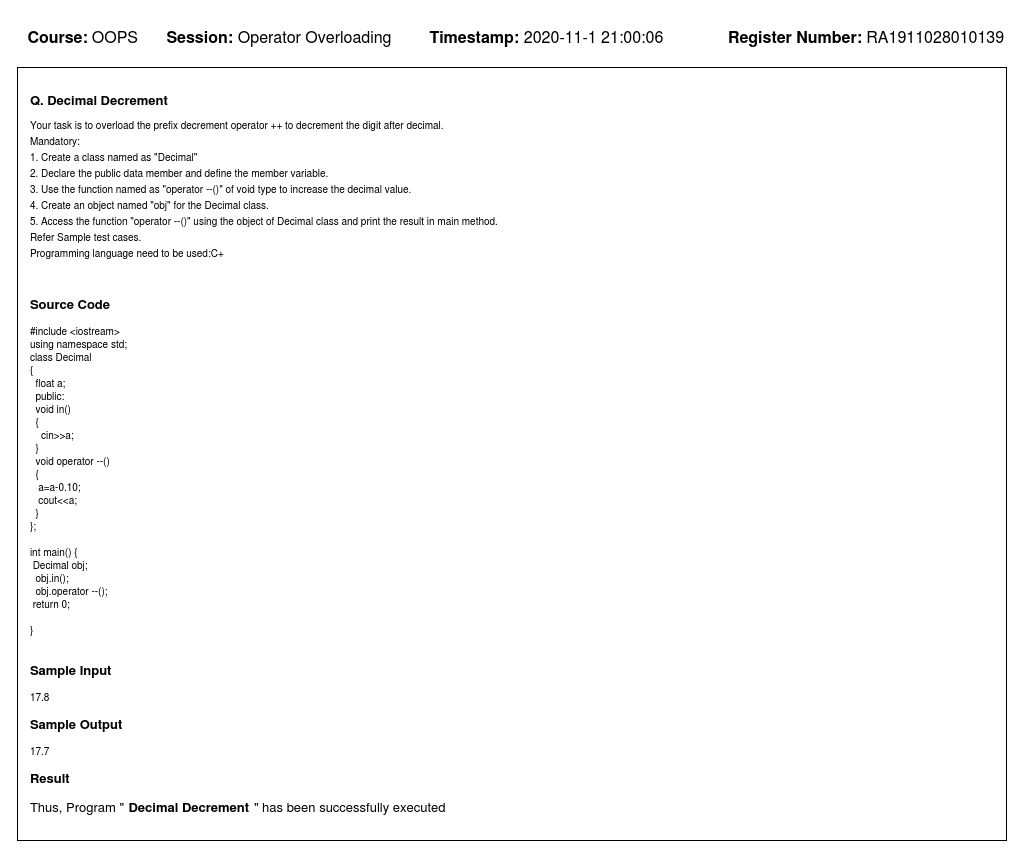 Course: OOPS Session: Operator Overloading Timestamp: 2020-11-1 21:00:06 Register Number: RA1911028010139
Q. Decimal Decrement
Your task is to overload the prefix decrement operator ++ to decrement the digit after decimal.
Mandatory:
1. Create a class named as "Decimal"
2. Declare the public data member and define the member variable.
3. Use the function named as "operator --()" of void type to increase the decimal value.
4. Create an object named "obj" for the Decimal class.
5. Access the function "operator --()" using the object of Decimal class and print the result in main method.
Refer Sample test cases.
Programming language need to be used:C+
Source Code
#include <iostream>
using namespace std;
class Decimal
{
float a;
public:
void in()
{
cin>>a;
}
void operator --()
{
a=a-0.10;
cout<<a;
}
};
int main() {
Decimal obj;
obj.in();
obj.operator --();
return 0;
}
Sample Input
17.8
Sample Output
17.7
Result
Thus, Program " Decimal Decrement " has been successfully executed